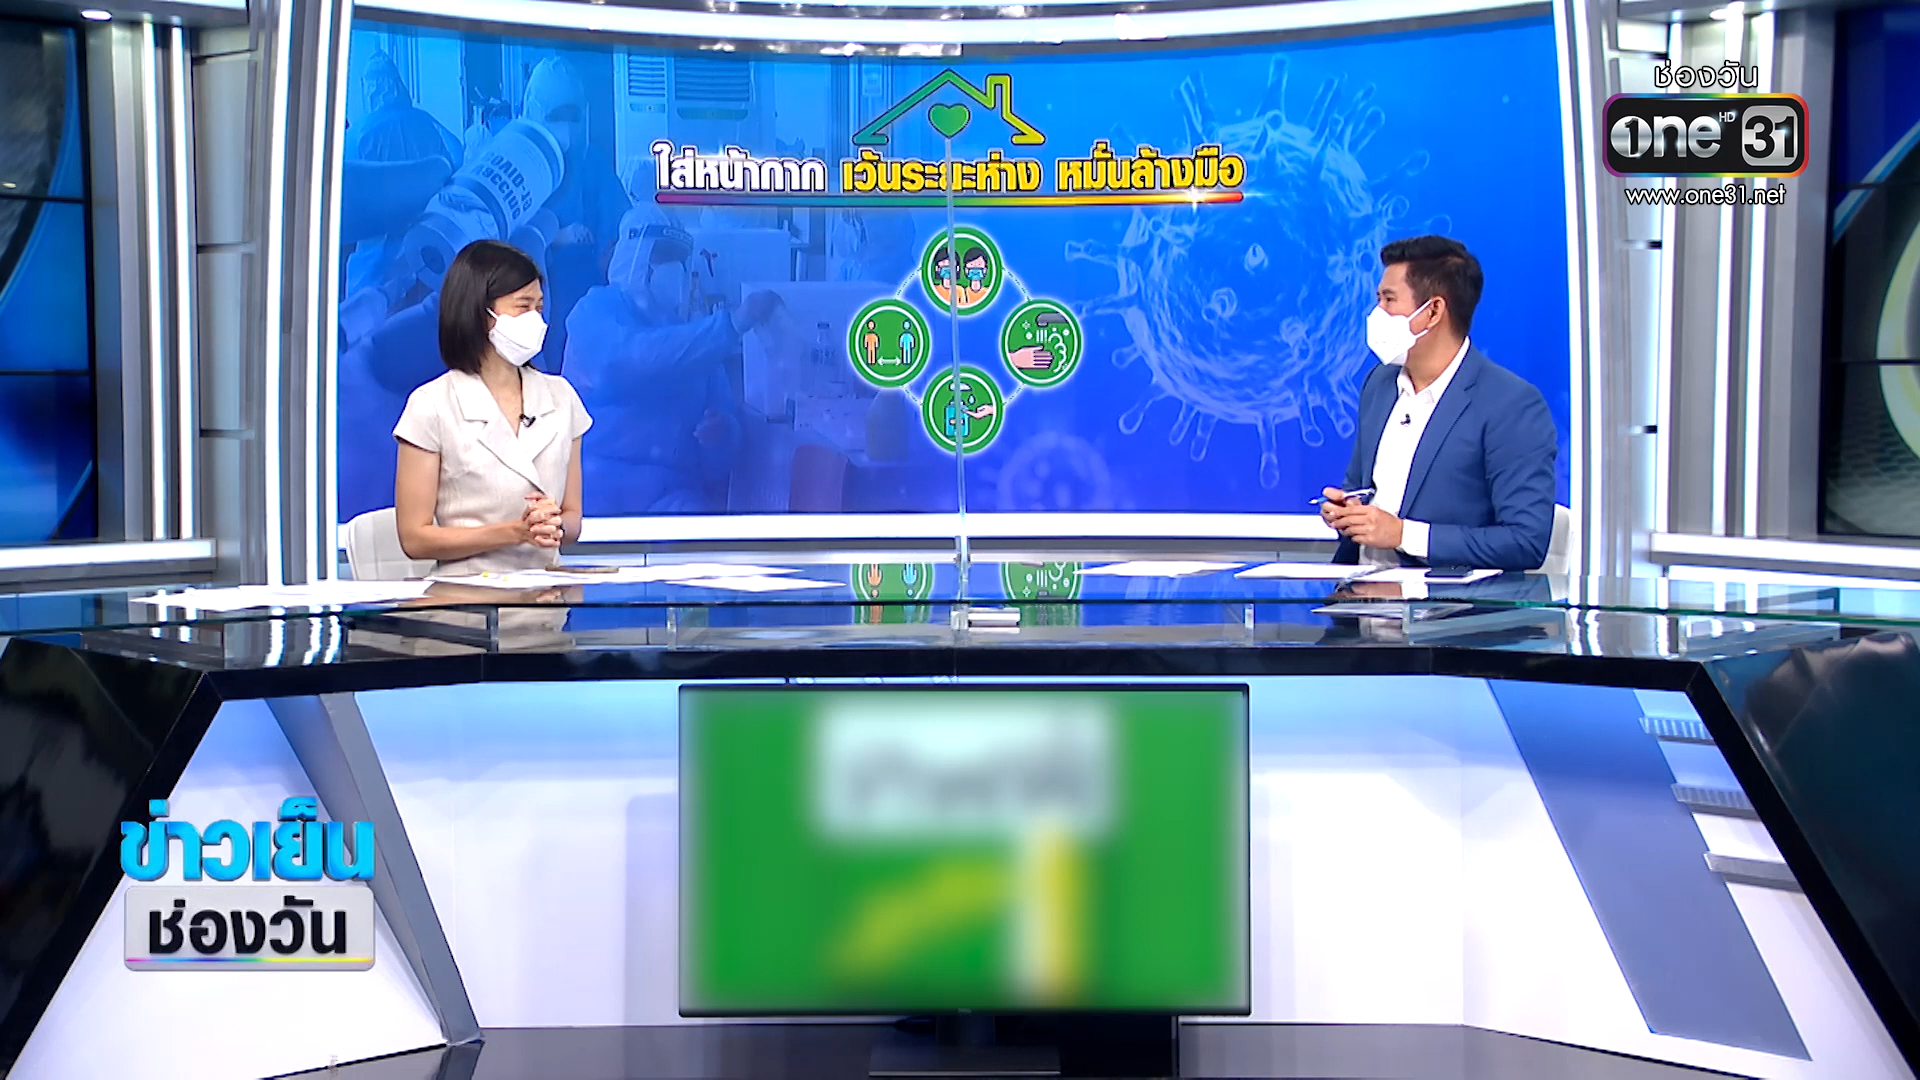 ช่องวัน
one HD 31
www.one31.net
ใส่หน้ากาก เว้นระยะห่าง หมั่นล้างมือ
ข่าวเย็น
ช่องวัน